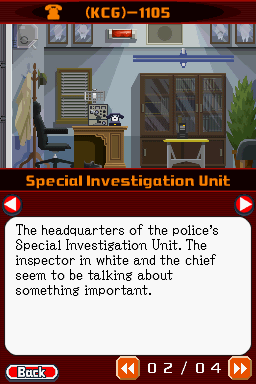 (KCG)-1105
Special Investigation Unit
The headquarters of the police's
Special Investigation Unit. The
inspector in white and the chief
seem to be talking about
something important.
Back
02/04